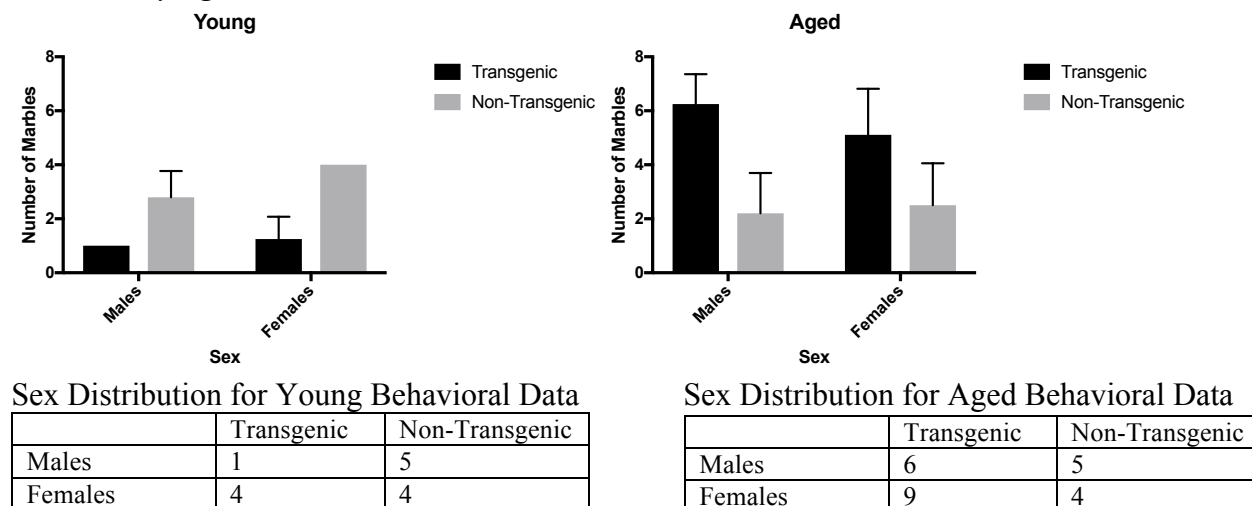 Young
Number of Marbles
8
6
4
2
0
Males
Females
Sex
Transgenic
Non-Transgenic
Aged
Number of Marbles
8
6
4
2
0
Males
Females
Sex
Transgenic
Non-Transgenic
Sex Distribution for Young Behavioral Data
Transgenic Non-Transgenic
Males 1 5
Females 4 4
Sex Distribution for Aged Behavioral Data
Transgenic Non-Transgenic
Males 6 5
Females 9 4